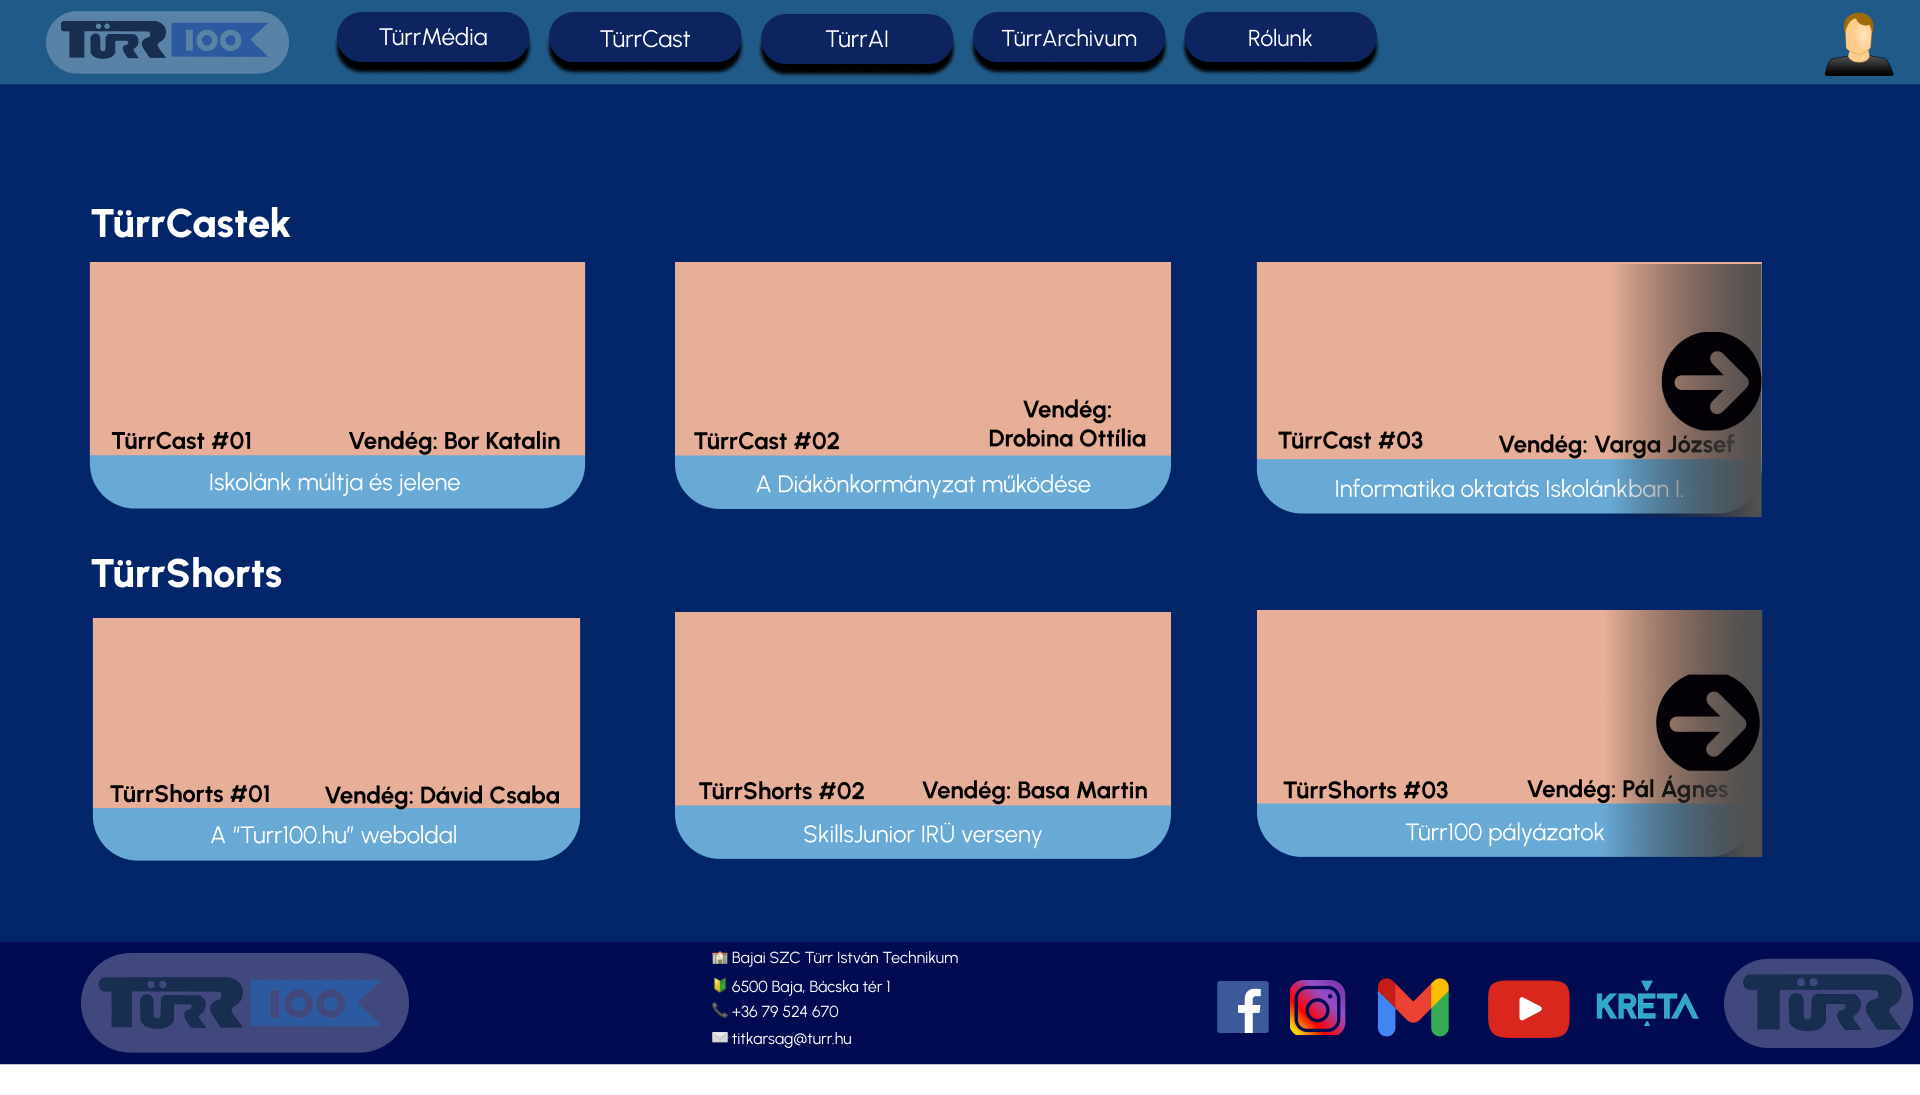 TÜRR 100
TürrMédia
TürrCast
TürrAI
TürrArchivum
Rólunk
TürrCastek
TürrCast #01
Vendég: Bor Katalin
Iskolánk múltja és jelene
Vendég:
Drobina Ottília
TürrCast #02
A Diákönkormányzat működése
TürrCast #03
Vendég: Varga József
Informatika oktatás Iskolánkban I.
TürrShorts
TürrShorts #01
Vendég: Dávid Csaba
A “Turr100.hu” weboldal
TürrShorts #02
Vendég: Basa Martin
SkillsJunior IRÜ verseny
TürrShorts #03
Vendég: Pál Ágnes
Türr100 pályázatok
TÜRR 100
Bajai SZC Türr István Technikum
6500 Baja, Bácska tér 1
+36 79 524 670
titkarsag@turr.hu
KRÉTA
TÜRR